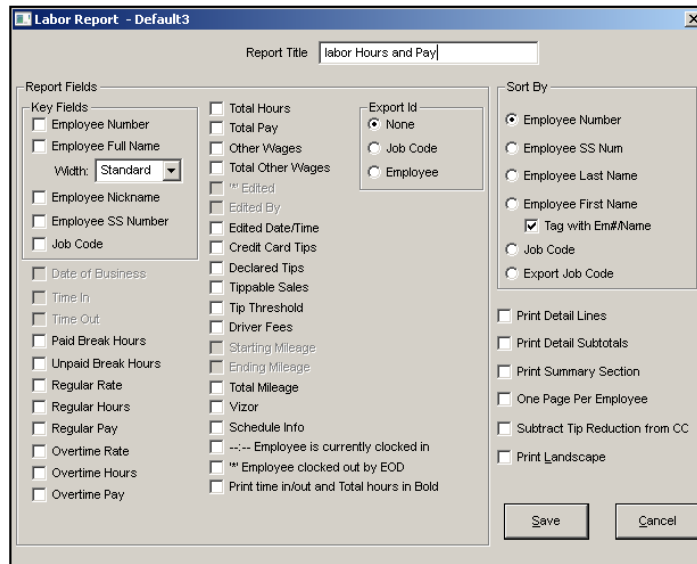 Labor Report - Default3
Report Title labor Hours and Pay
Report Fields
Key Fields
Employee Number
Employee Full Name
Width: Standard
Employee Nickname
Employee SS Number
Job Code
Date of Business
Time In
Time Out
Paid Break Hours
Unpaid Break Hours
Regular Rate
Regular Hours
Regular Pay
Overtime Rate
Overtime Hours
Overtime Pay
Total Hours
Total Pay
Other Wages
Total Other Wages
'*' Edited
Edited By
Edited Date/Time
Credit Card Tips
Declared Tips
Tippable Sales
Tip Threshold
Driver Fees
Starting Mileage
Ending Mileage
Total Mileage
Vizor
Schedule Info
--:-- Employee is currently clocked in
'*' Employee clocked out by EOD
Print time in/out and Total hours in Bold
Export Id
None
Job Code
Employee
Sort By
Employee Number
Employee SS Num
Employee Last Name
Employee First Name
Tag with Em#/Name
Job Code
Export Job Code
Print Detail Lines
Print Detail Subtotals
Print Summary Section
One Page Per Employee
Subtract Tip Reduction from CC
Print Landscape
Save Cancel